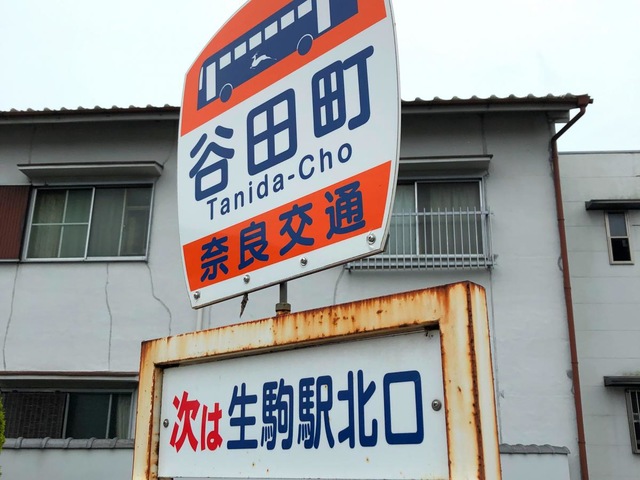 谷田町
Tanida-Cho
奈良交通
次は生駒駅北口